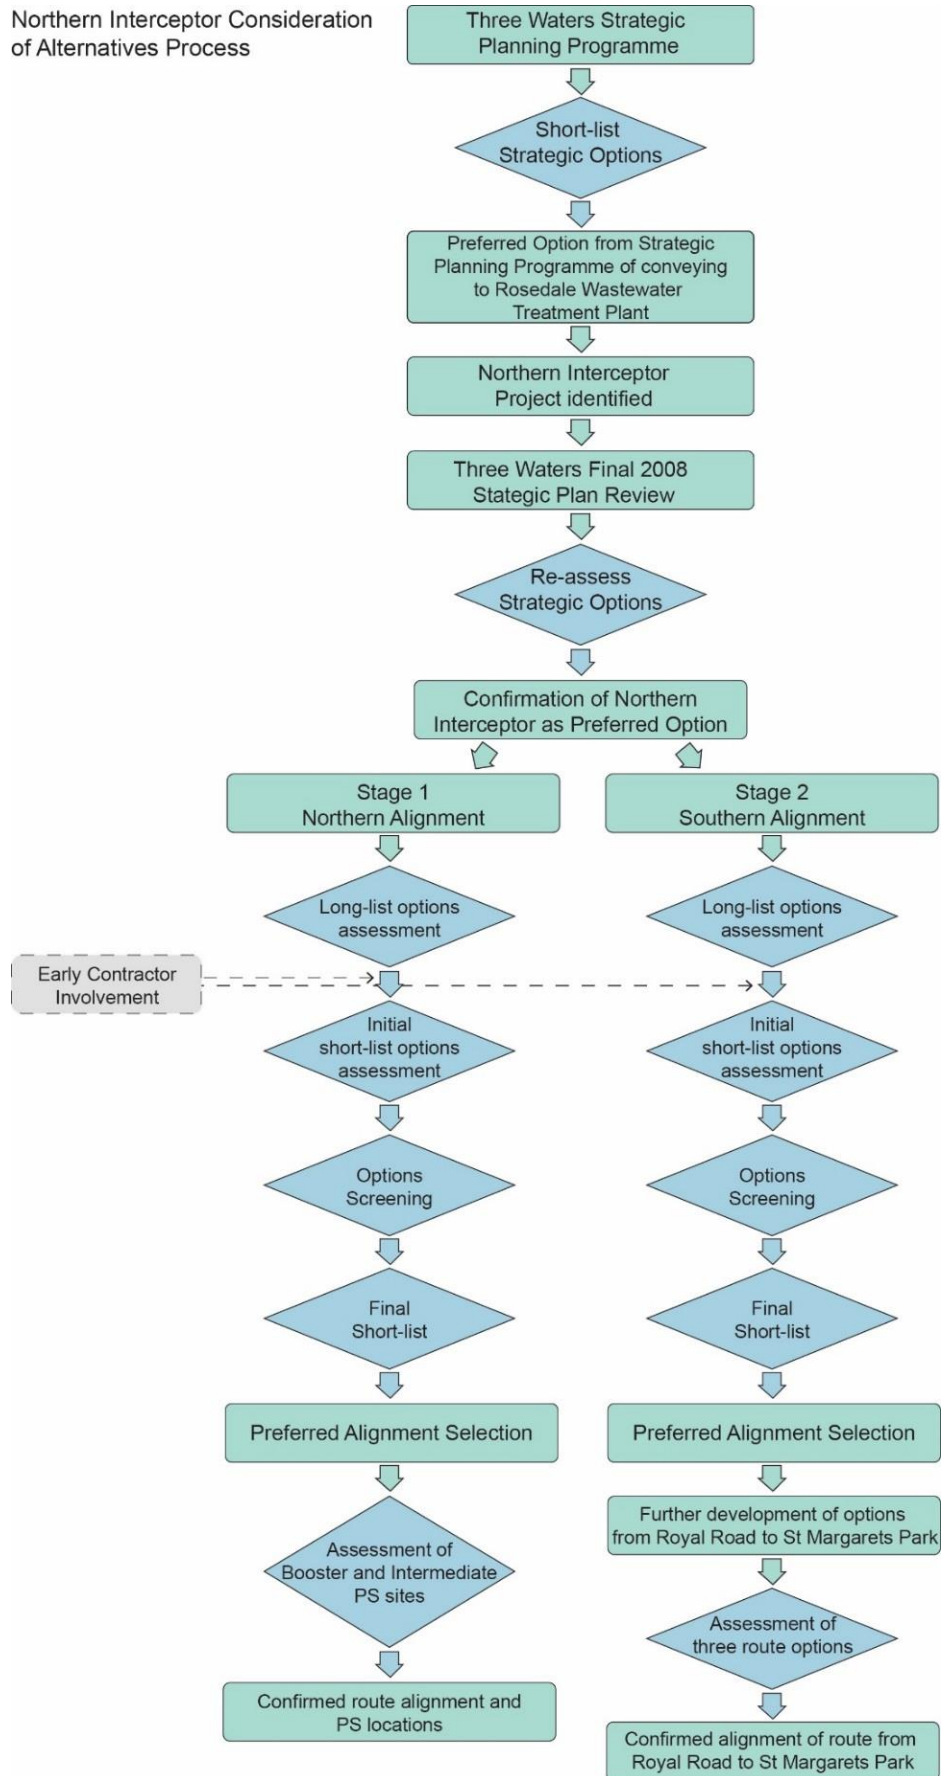 Northern Interceptor Consideration
of Alternatives Process
Three Waters Strategic
Planning Programme
Short-list
Strategic Options
Preferred Option from Strategic
Planning Programme of conveying
to Rosedale Wastewater
Treatment Plant
Northern Interceptor
Project identified
Three Waters Final 2008
Stategic Plan Review
Re-assess
Strategic Options
Confirmation of Northern
Interceptor as Preferred Option
Stage 1
Northern Alignment
Stage 2
Southern Alignment
Long-list options
assessment
Long-list options
assessment
Early Contractor
Involvement
Initial
short-list options
assessment
Initial
short-list options
assessment
Options
Screening
Options
Screening
Final
Short-list
Final
Short-list
Preferred Alignment Selection
Preferred Alignment Selection
Assessment of
Booster and Intermediate
PS sites
Further development of options
from Royal Road to St Margarets Park
Assessment of
three route options
Confirmed route alignment and
PS locations
Confirmed alignment of route from
Royal Road to St Margarets Park